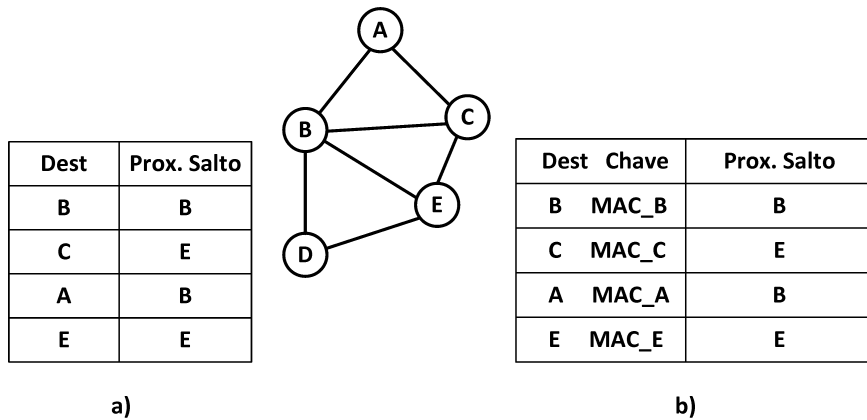 A
B
C
E
D
Dest Prox. Salto
B B
C E
A B
E E
a)
Dest Chave Prox. Salto
B MAC_B B
C MAC_C E
A MAC_A B
E MAC_E E
b)